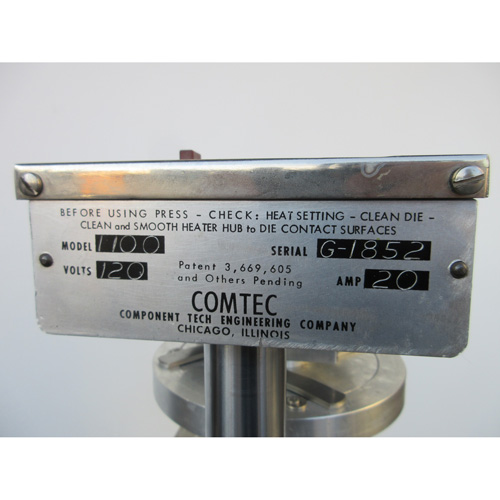 BEFORE USING PRESS - CHECK: HEAT SETTING - CLEAN DIE -
CLEAN and SMOOTH HEATER HUB to DIE CONTACT SURFACES
MODEL 1100 SERIAL G-1852
VOLTS 120 Patent 3,669,605 AMP 20
and Others Pending
COMTEC
COMPONENT TECH ENGINEERING COMPANY
CHICAGO, ILLINOIS